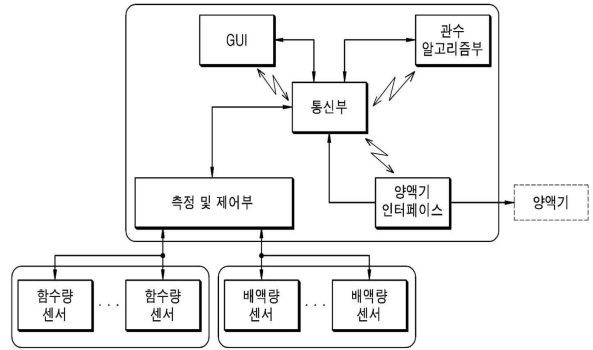 GUI
관수
알고리즘부
통신부
측정 및 제어부
양액기
인터페이스
양액기
함수량
센서
. . .
함수량
센서
배액량
센서
. . .
배액량
센서